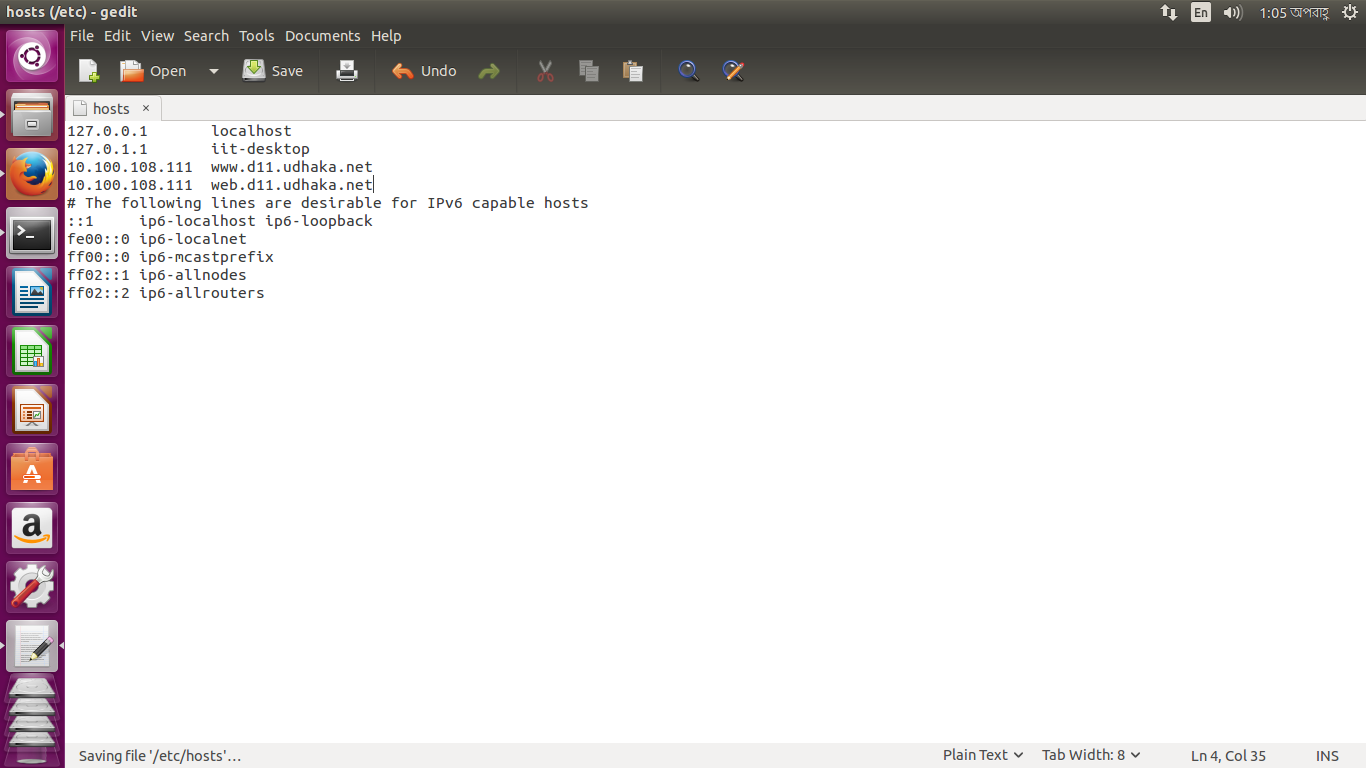 hosts (/etc) - gedit
En
1:05 অপরাহ্ণ
File Edit View Search Tools Documents Help
Open Save Undo
hosts ×
127.0.0.1       localhost
127.0.1.1       iit-desktop
10.100.108.111  www.d11.udhaka.net
10.100.108.111  web.d11.udhaka.net
# The following lines are desirable for IPv6 capable hosts
::1     ip6-localhost ip6-loopback
fe00::0 ip6-localnet
ff00::0 ip6-mcastprefix
ff02::1 ip6-allnodes
ff02::2 ip6-allrouters
Saving file '/etc/hosts'... Plain Text Tab Width: 8 Ln 4, Col 35 INS